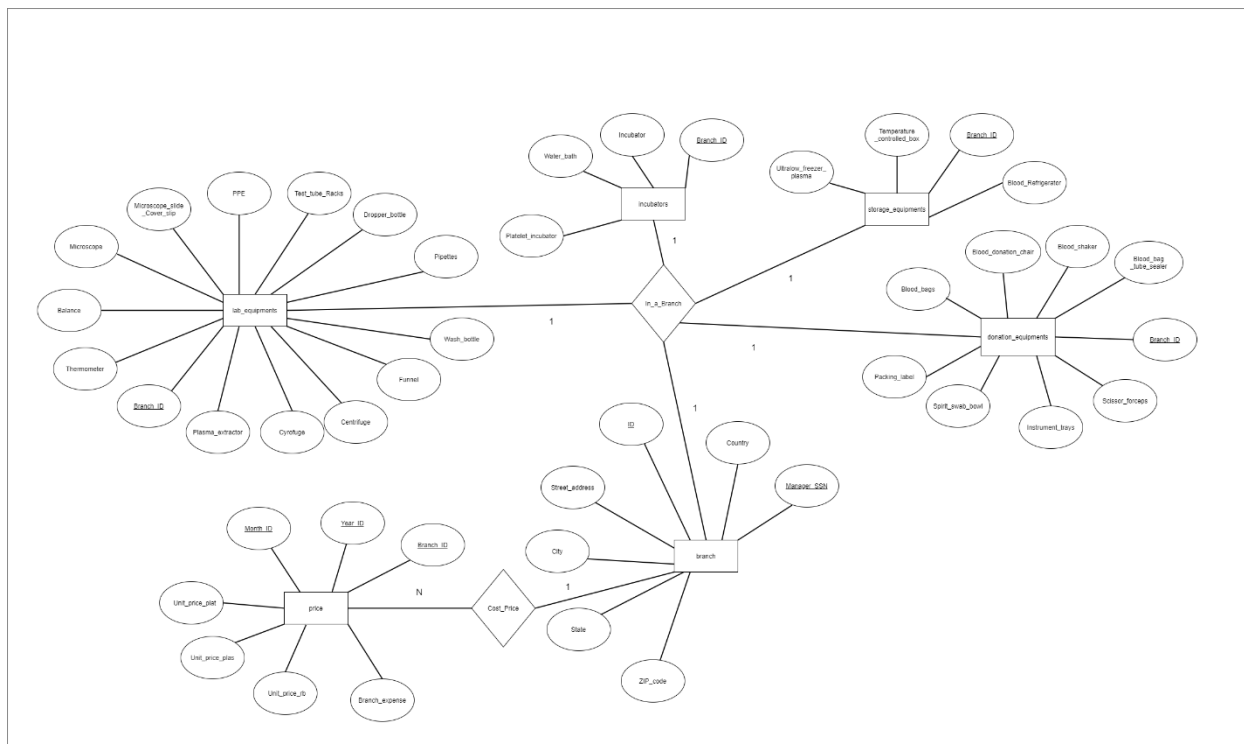 Incubator
Branch_ID
Water_bath
Platelet_incubator
Incubators
Temperature
_controlled_box
Branch_ID
Ultralow_freezer_
plasma
Blood_Refrigerator
storage_equipments
PPE
Test_tube_Racks
Microscope_slide
_Cover_slip
Dropper_bottle
Microscope
Pipettes
Balance
lab_equipments
Wash_bottle
Thermometer
Funnel
Branch_ID
Centrifuge
Plasma_extractor
Cyrofuge
1
1
In_a_Branch
1
1
1
Blood_donation_chair
Blood_shaker
Blood_bag
_tube_sealer
Blood_bags
donation_equipments
Branch_ID
Packing_label
Scissor_forceps
Spirit_swab_bowl
Instrument_trays
ID
Country
Street_address
Manager_SSN
City
branch
State
ZIP_code
Month_ID
Year_ID
Branch_ID
Unit_price_plat
price
N
Cost_Price
1
Unit_price_plas
Unit_price_rb
Branch_expense